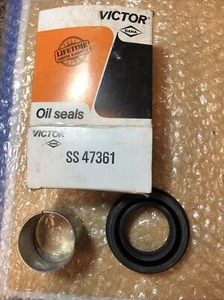 VICTOR
DANA
LIFETIME
Oil seals
VICTOR
SS 47361